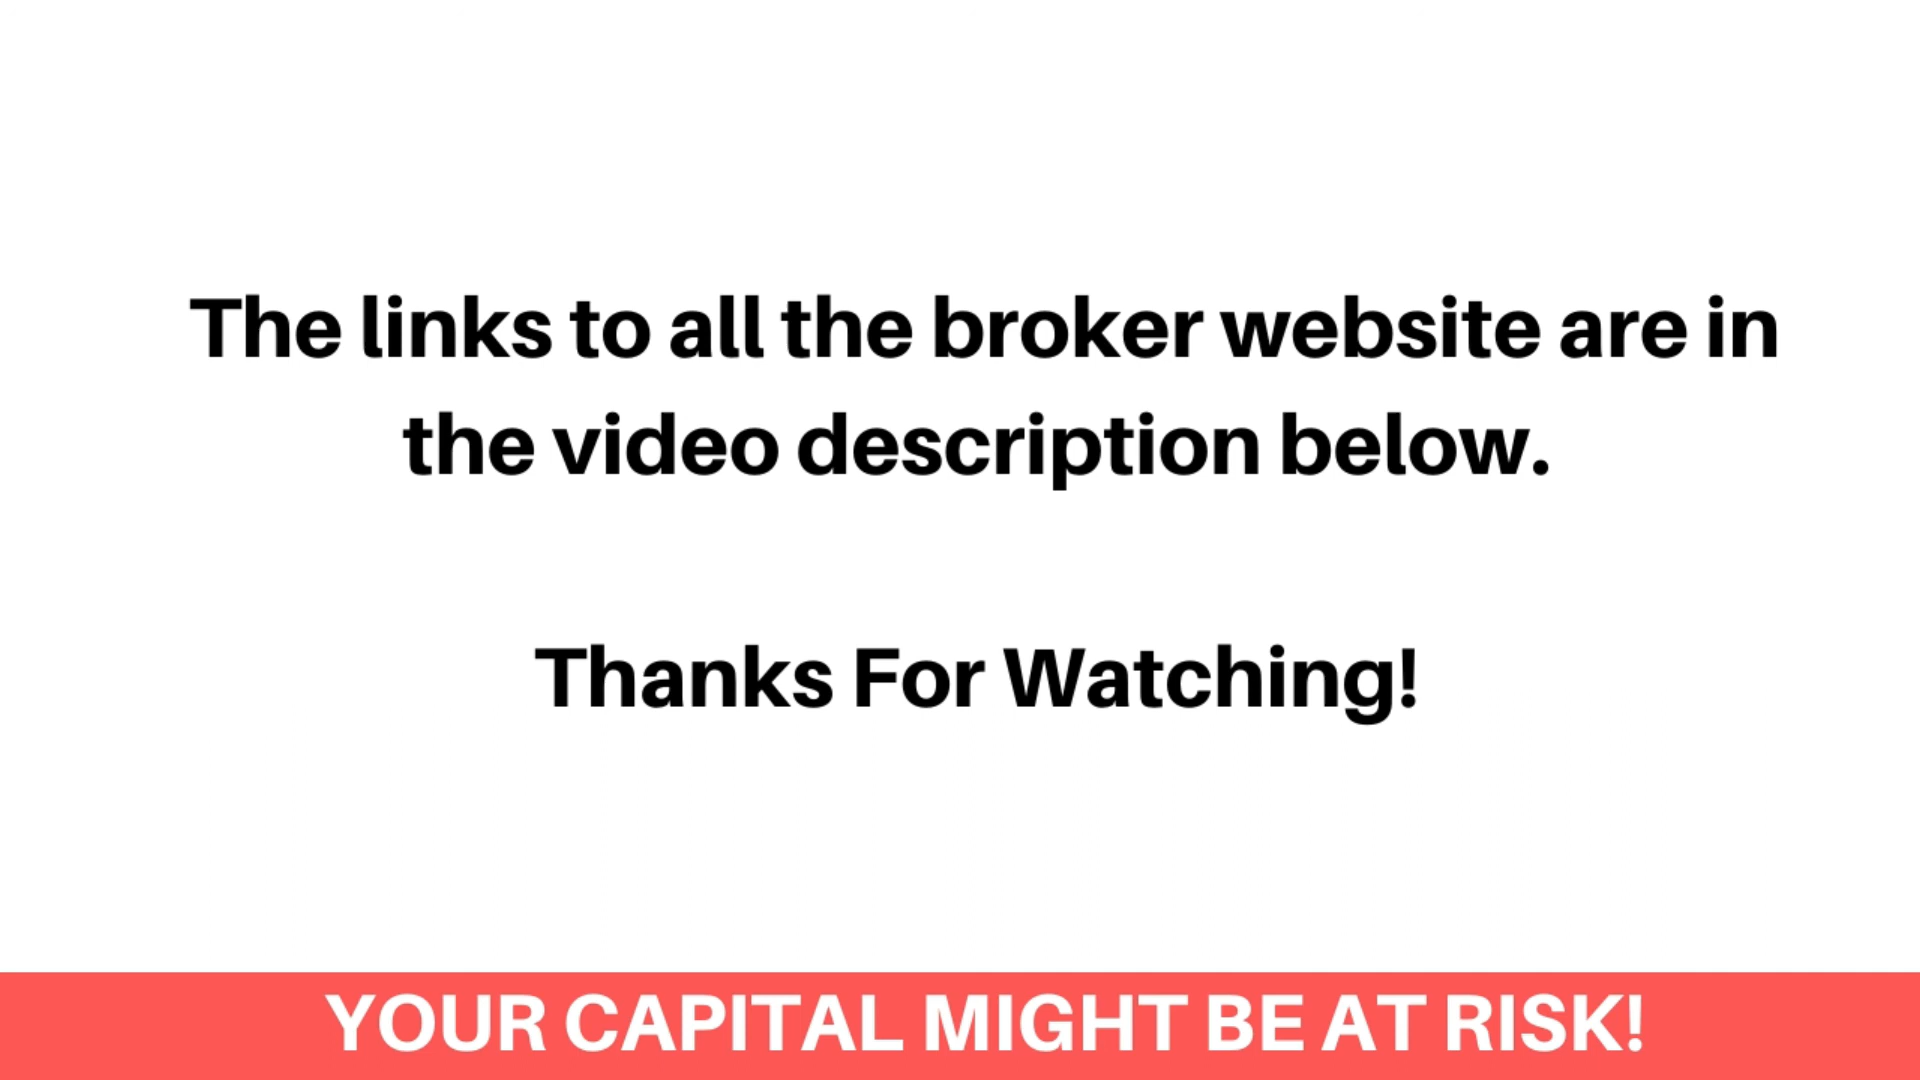 The links to all the broker website are in
the video description below.
Thanks For Watching!
YOUR CAPITAL MIGHT BE AT RISK!